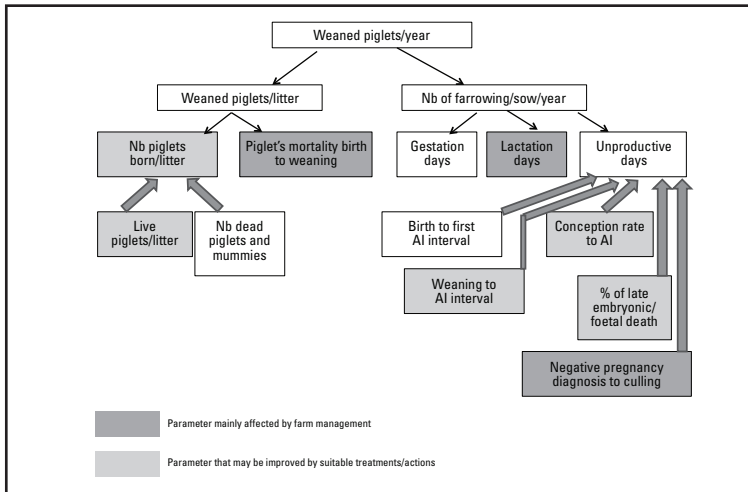 Weaned piglets/year
Weaned piglets/litter
Nb of farrowing/sow/year
Nb piglets
born/litter
Piglet's mortality birth
to weaning
Gestation
days
Lactation
days
Unproductive
days
Live
piglets/litter
Nb dead
piglets and
mummies
Birth to first
AI interval
Conception rate
to AI
Weaning to
AI interval
% of late
embryonic/
foetal death
Negative pregnancy
diagnosis to culling
Parameter mainly affected by farm management
Parameter that may be improved by suitable treatments/actions